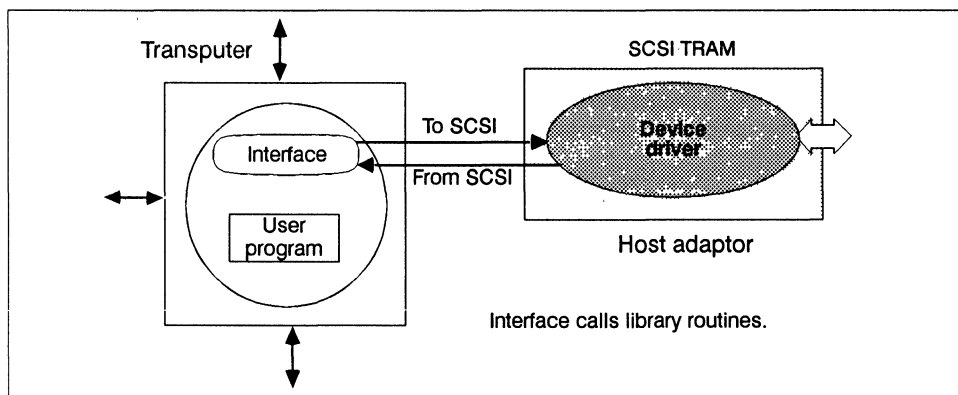 Transputer
SCSI TRAM
To SCSI
Device
driver
Interface
From SCSI
User
program
Host adaptor
Interface calls library routines.